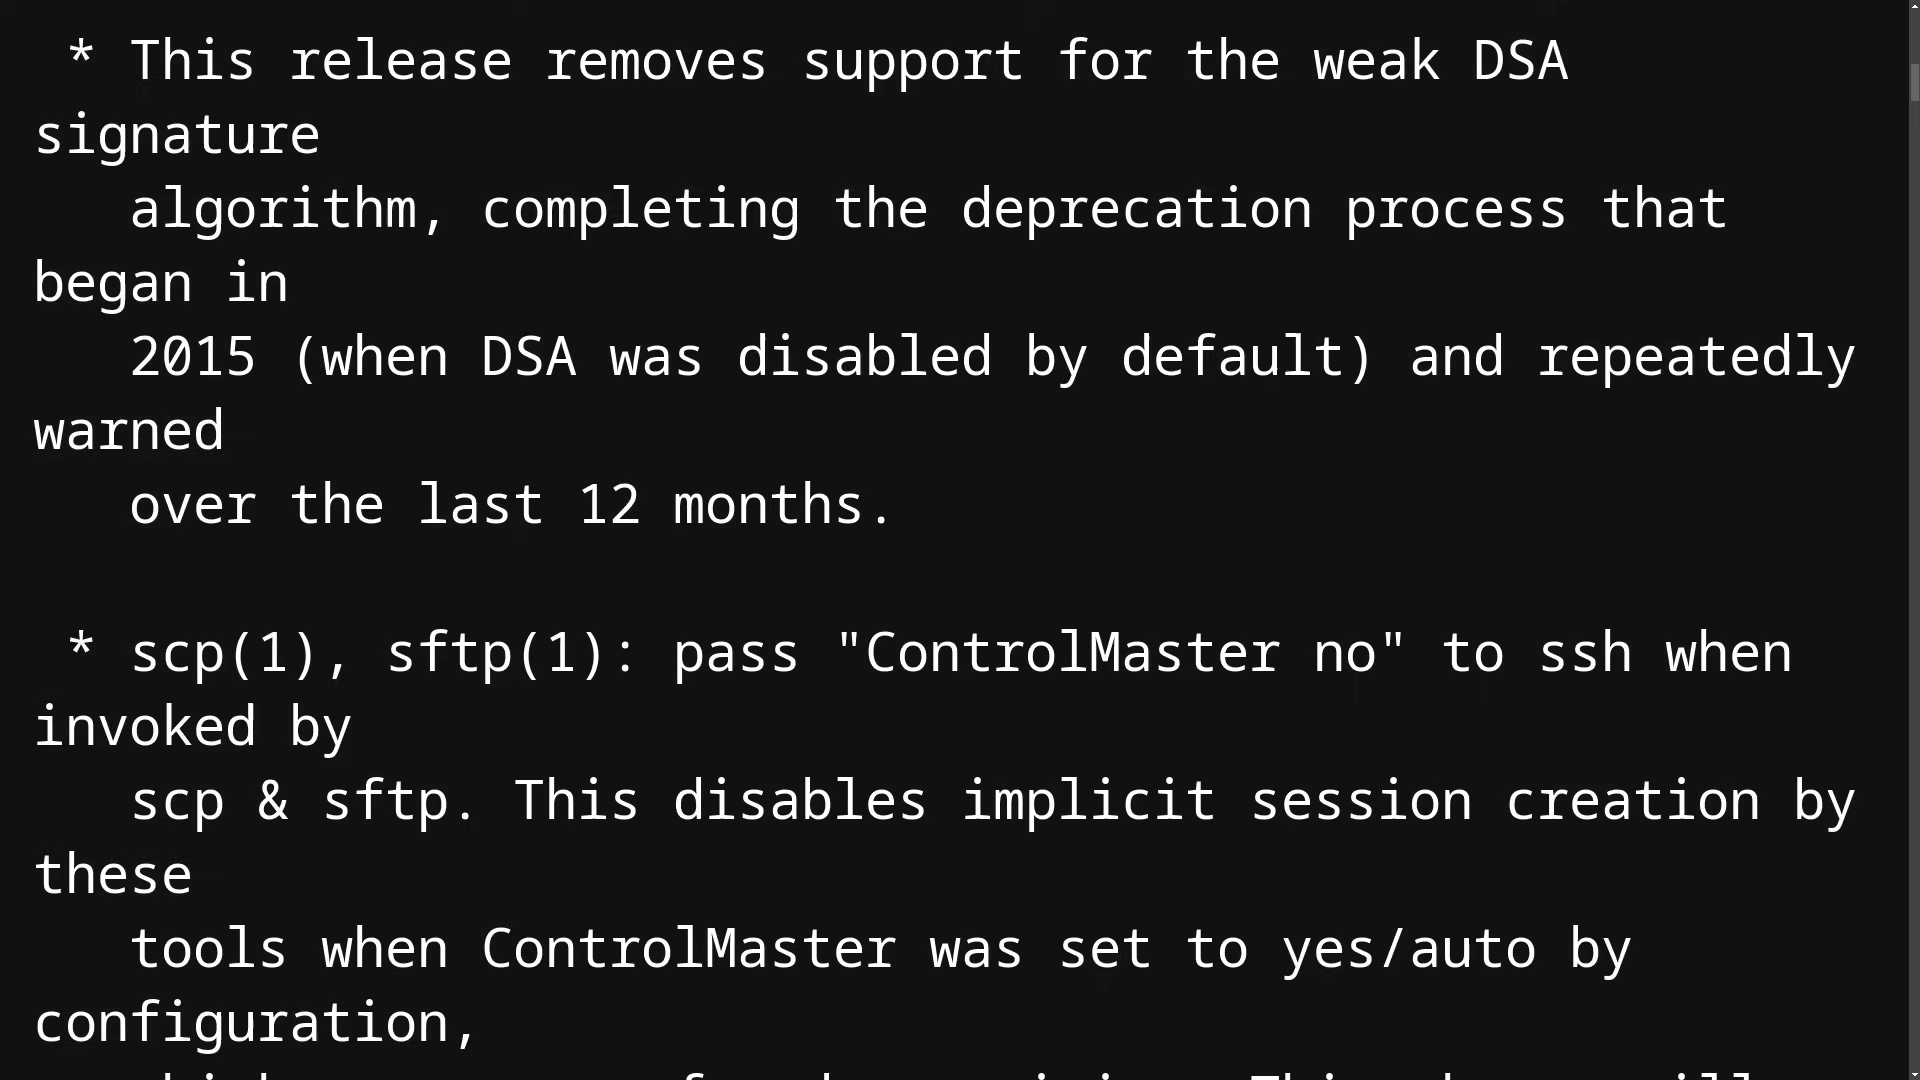 * This release removes support for the weak DSA
signature
algorithm, completing the deprecation process that
began in
2015 (when DSA was disabled by default) and repeatedly
warned
over the last 12 months.
* scp(1), sftp(1): pass "ControlMaster no" to ssh when
invoked by
scp & sftp. This disables implicit session creation by
these
tools when ControlMaster was set to yes/auto by
configuration,